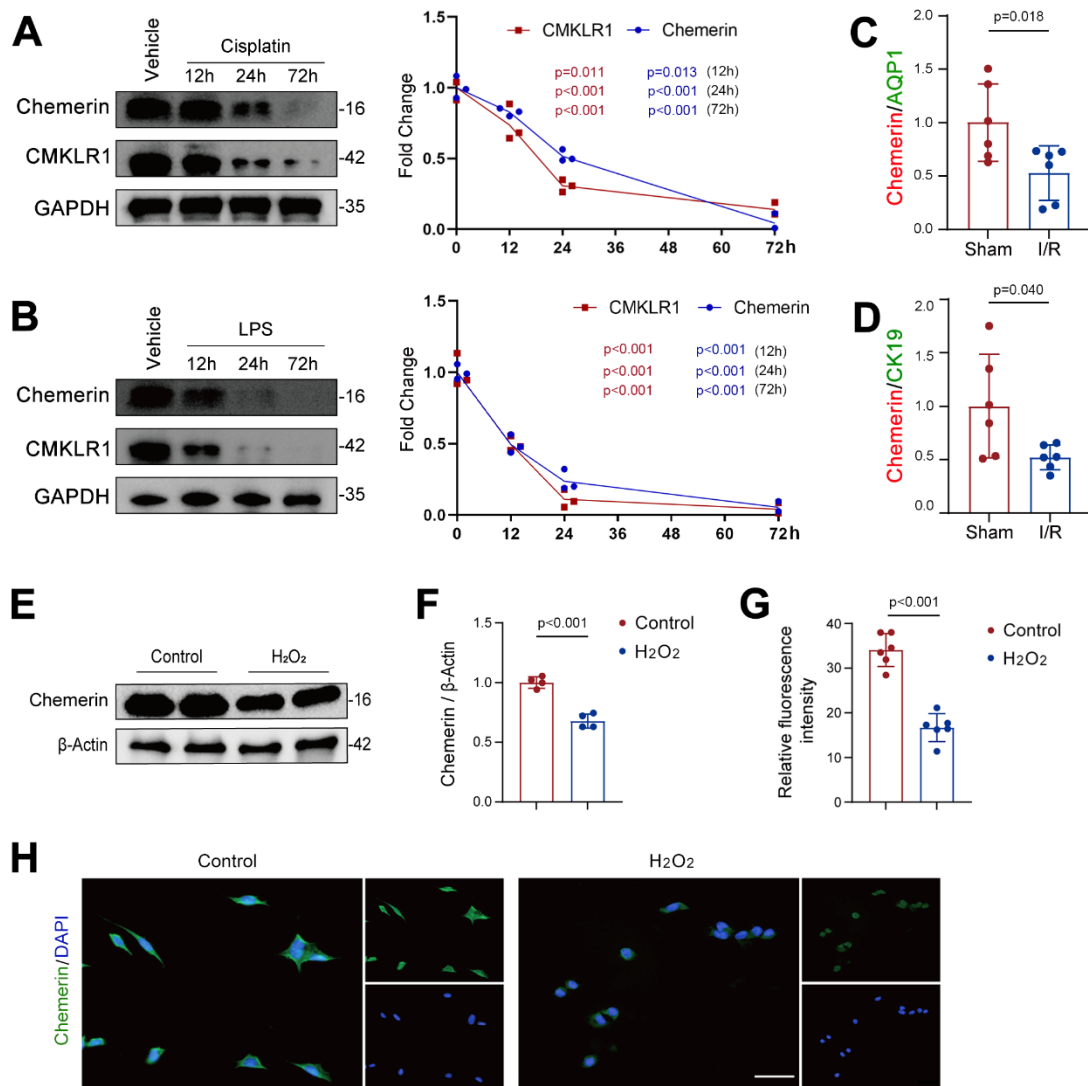 A
Vehicle
Cisplatin
12h 24h 72h
Chemerin -16
CMKLR1 -42
GAPDH -35
Fold Change
1.5
1.0
0.5
0.0
0 12 24 36 48 60 72h
CMKLR1 Chemerin
p=0.011 p=0.013 (12h)
p<0.001 p<0.001 (24h)
p<0.001 p<0.001 (72h)
C
Chemerin/AQP1
2.0
1.5
1.0
0.5
0.0
p=0.018
Sham I/R
B
Vehicle
LPS
12h 24h 72h
Chemerin -16
CMKLR1 -42
GAPDH -35
Fold Change
1.5
1.0
0.5
0.0
0 12 24 36 48 60 72h
CMKLR1 Chemerin
p<0.001 p<0.001 (12h)
p<0.001 p<0.001 (24h)
p<0.001 p<0.001 (72h)
D
Chemerin/CK19
2.0
1.5
1.0
0.5
0.0
p=0.040
Sham I/R
E
Control H2O2
Chemerin -16
β-Actin -42
F
Chemerin / β-Actin
1.5
1.0
0.5
0.0
p<0.001
Control
H2O2
G
Relative fluorescence
intensity
40
30
20
10
0
p<0.001
Control
H2O2
H
Control H2O2
Chemerin/DAPI